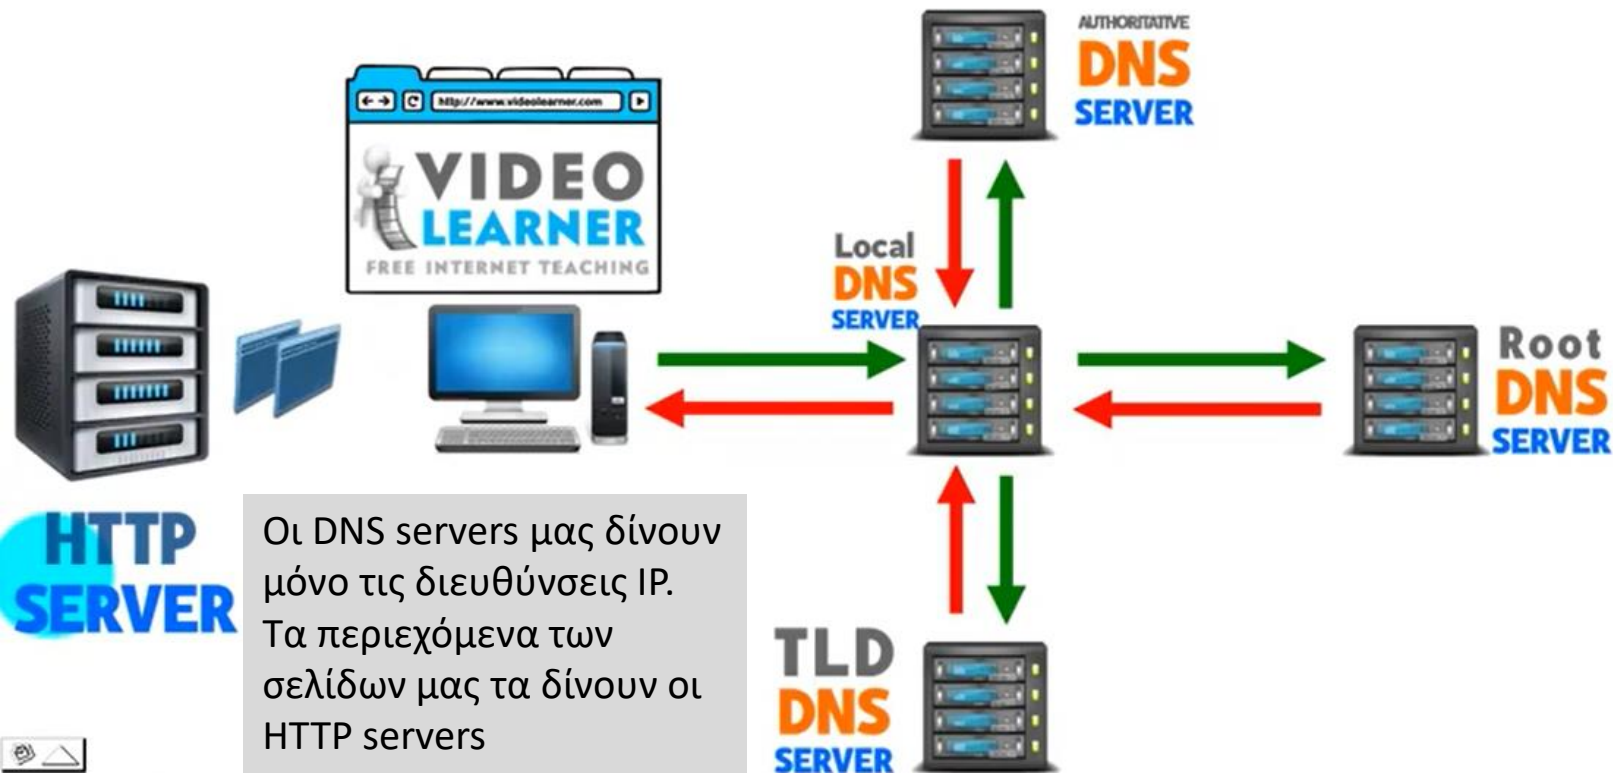 AUTHORITATIVE
DNS
SERVER
http://www.videolearner.com
VIDEO
LEARNER
FREE INTERNET TEACHING
Local
DNS
SERVER
Root
DNS
SERVER
HTTP
SERVER
Οι DNS servers μας δίνουν
μόνο τις διευθύνσεις IP.
Τα περιεχόμενα των
σελίδων μας τα δίνουν οι
HTTP servers
TLD
DNS
SERVER